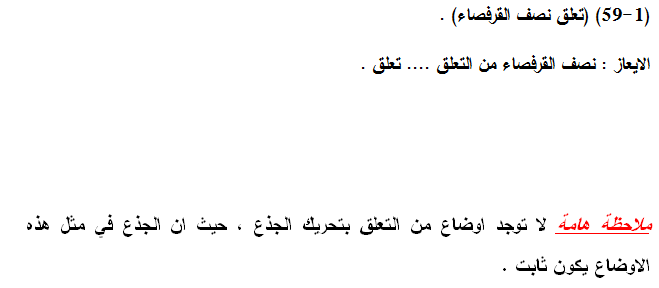 (1-59) (تعلق نصف القرفصاء) .
الايعاز : نصف القرفصاء من التعلق .... تعلق .
ملاحظة هامة لا توجد اوضاع من التعلق بتحريك الجذع ، حيث ان الجذع في مثل هذه
الاوضاع يكون ثابت .